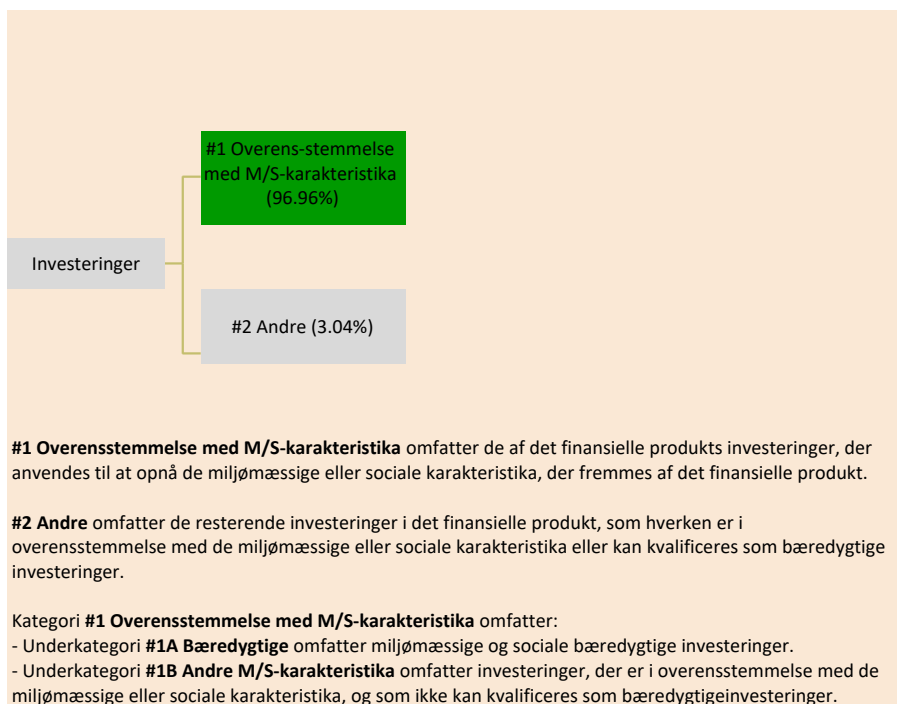 #1 Overens-stemmelse
med M/S-karakteristika
(96.96%)
Investeringer
#2 Andre (3.04%)
#1 Overensstemmelse med M/S-karakteristika omfatter de af det finansielle produkts investeringer, der
anvendes til at opnå de miljømæssige eller sociale karakteristika, der fremmes af det finansielle produkt.
#2 Andre omfatter de resterende investeringer i det finansielle produkt, som hverken er i
overensstemmelse med de miljømæssige eller sociale karakteristika eller kan kvalificeres som bæredygtige
investeringer.
Kategori #1 Overensstemmelse med M/S-karakteristika omfatter:
- Underkategori #1A Bæredygtige omfatter miljømæssige og sociale bæredygtige investeringer.
- Underkategori #1B Andre M/S-karakteristika omfatter investeringer, der er i overensstemmelse med de
miljømæssige eller sociale karakteristika, og som ikke kan kvalificeres som bæredygtigeinvesteringer.